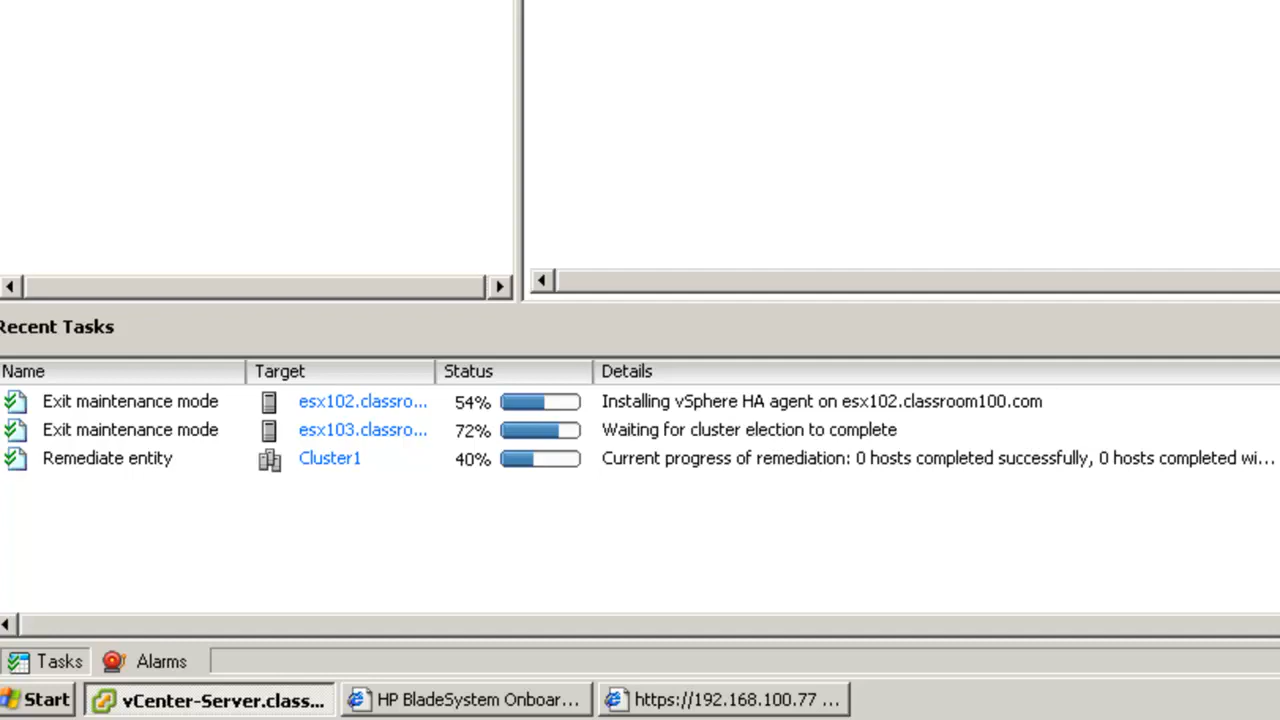 Recent Tasks
Name Target Status Details
Exit maintenance mode esx102.classro... 54% Installing vSphere HA agent on esx102.classroom100.com
Exit maintenance mode esx103.classro... 72% Waiting for cluster election to complete
Remediate entity Cluster1 40% Current progress of remediation: 0 hosts completed successfully, 0 hosts completed wi...
Tasks Alarms
Start vCenter-Server.class... HP BladeSystem Onboar... https://192.168.100.77 ...